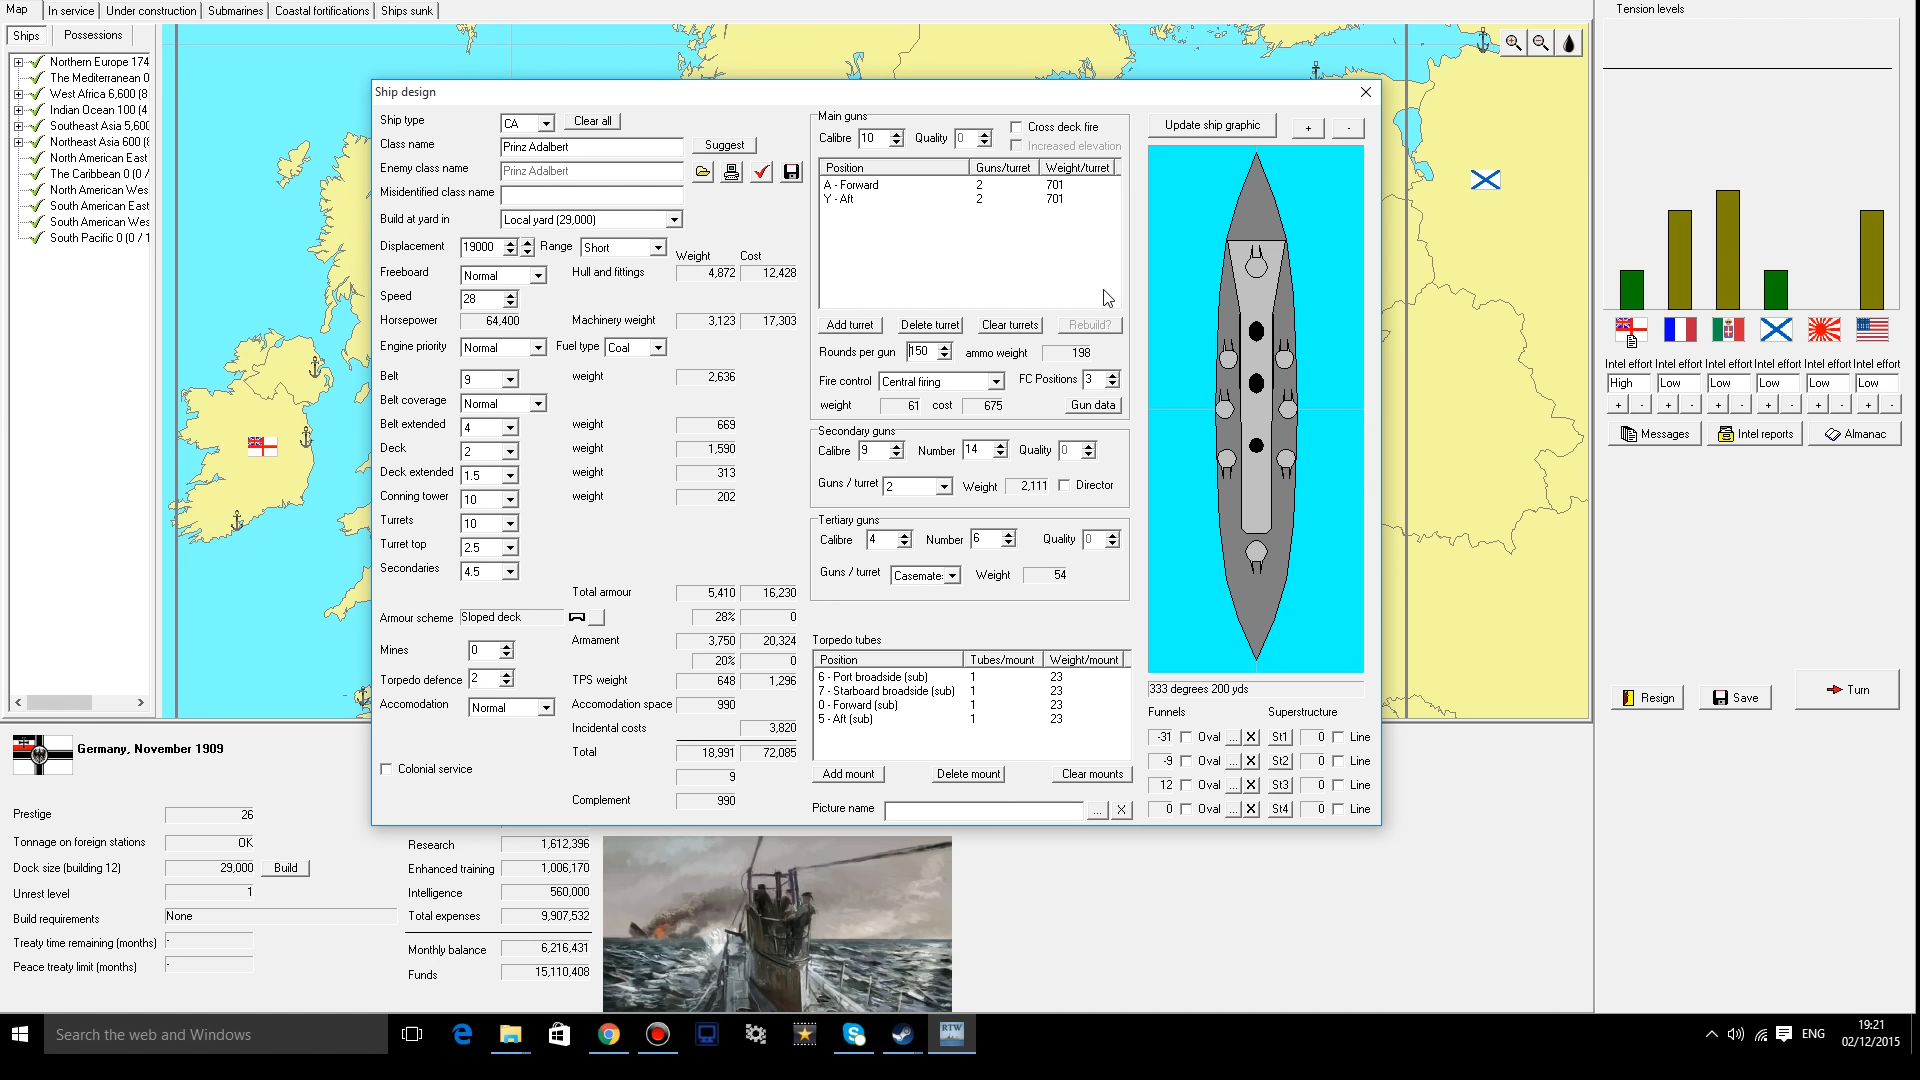 Map In service Under construction Submarines Coastal fortifications Ships sunk
Ships Possessions
Northern Europe 174
The Mediterranean 0
West Africa 6,600 (8
Indian Ocean 100 (4
Southeast Asia 5,600
Northeast Asia 600 (8
North American East
The Caribbean 0 (0 /
North American Wes
South American East
South American Wes
South Pacific 0 (0 / 1
Ship design
Ship type CA Clear all
Class name Prinz Adalbert Suggest
Enemy class name Prinz Adalbert
Misidentified class name
Build at yard in Local yard (29,000)
Displacement 19000 Range Short
Weight Cost
Freeboard Normal Hull and fittings 4,872 12,428
Speed 28
Horsepower 64,400 Machinery weight 3,123 17,303
Engine priority Normal Fuel type Coal
Belt 9 weight 2,636
Belt coverage Normal
Belt extended 4 weight 669
Deck 2 weight 1,590
Deck extended 1.5 weight 313
Conning tower 10 weight 202
Turrets 10
Turret top 2.5
Secondaries 4.5
Total armour 5,410 16,230
Armour scheme Sloped deck 28% 0
Armament 3,750 20,324
Mines 0 20% 0
Torpedo defence 2 TPS weight 648 1,296
Accomodation Normal Accomodation space 990
Incidental costs 3,820
Total 18,991 72,085
Colonial service 9
Complement 990
Main guns
Calibre 10 Quality 0 Cross deck fire
Increased elevation
Position Guns/turret Weight/turret
A - Forward 2 701
Y - Aft 2 701
Add turret Delete turret Clear turrets Rebuild?
Rounds per gun 150 ammo weight 198
Fire control Central firing FC Positions 3
weight 61 cost 675 Gun data
Secondary guns
Calibre 9 Number 14 Quality 0
Guns / turret 2 Weight 2,111 Director
Tertiary guns
Calibre 4 Number 6 Quality 0
Guns / turret Casemate: Weight 54
Torpedo tubes
Position Tubes/mount Weight/mount
6 - Port broadside (sub) 1 23
7 - Starboard broadside (sub) 1 23
0 - Forward (sub) 1 23
5 - Aft (sub) 1 23
Add mount Delete mount Clear mounts
Picture name ... X
Update ship graphic + -
333 degrees 200 yds
Funnels Superstructure
-31 Oval ... X St1 0 Line
-9 Oval ... X St2 0 Line
12 Oval ... X St3 0 Line
0 Oval ... X St4 0 Line
Tension levels
Intel effort Intel effort Intel effort Intel effort Intel effort Intel effort
High Low Low Low Low Low
+ - + - + - + - + - + -
Messages Intel reports Almanac
Resign Save Turn
Germany, November 1909
Prestige 26
Tonnage on foreign stations OK
Dock size (building 12) 29,000 Build
Unrest level 1
Build requirements None
Treaty time remaining (months) -
Peace treaty limit (months) -
Research 1,612,396
Enhanced training 1,006,170
Intelligence 560,000
Total expenses 9,907,532
Monthly balance 6,216,431
Funds 15,110,408
Search the web and Windows
RTW
ENG
19:21
02/12/2015